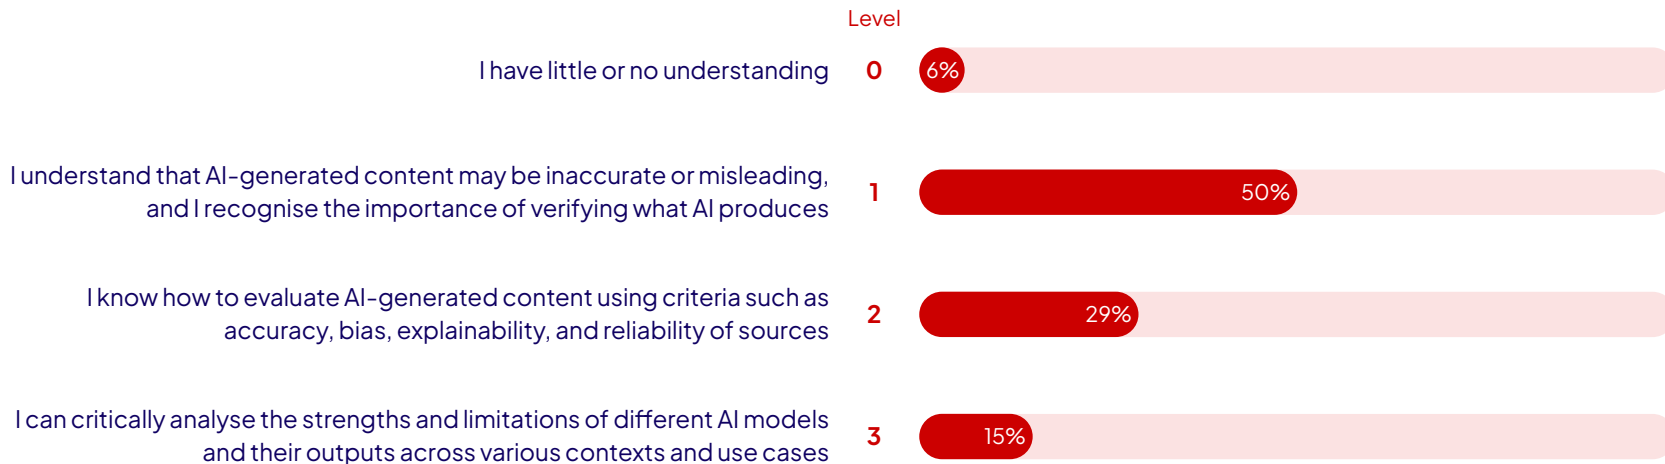 Level
I have little or no understanding 0 6%
I understand that AI-generated content may be inaccurate or misleading,
and I recognise the importance of verifying what AI produces
1 50%
I know how to evaluate AI-generated content using criteria such as
accuracy, bias, explainability, and reliability of sources
2 29%
I can critically analyse the strengths and limitations of different AI models
and their outputs across various contexts and use cases
3 15%